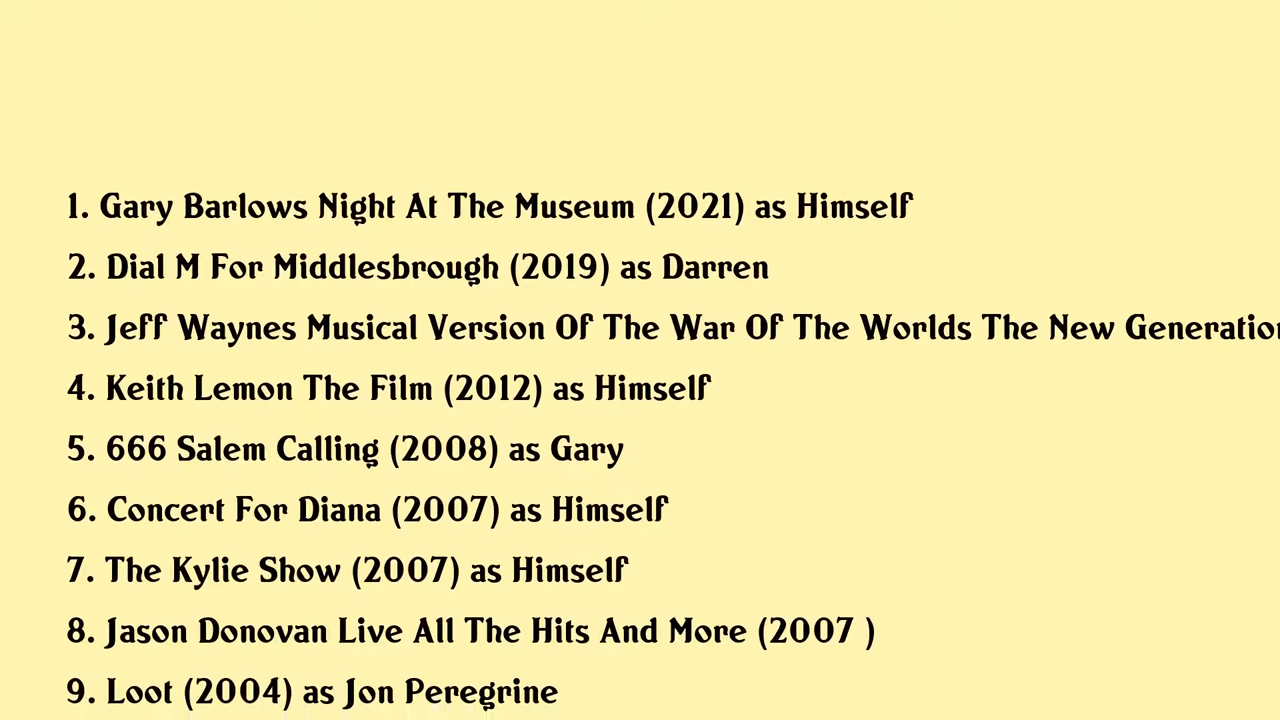 1. Gary Barlows Night At The Museum (2021) as Himself
2. Dial M For Middlesbrough (2019) as Darren
3. Jeff Waynes Musical Version Of The War Of The Worlds The New Generation
4. Keith Lemon The Film (2012) as Himself
5. 666 Salem Calling (2008) as Gary
6. Concert For Diana (2007) as Himself
7. The Kylie Show (2007) as Himself
8. Jason Donovan Live All The Hits And More (2007 )
9. Loot (2004) as Jon Peregrine